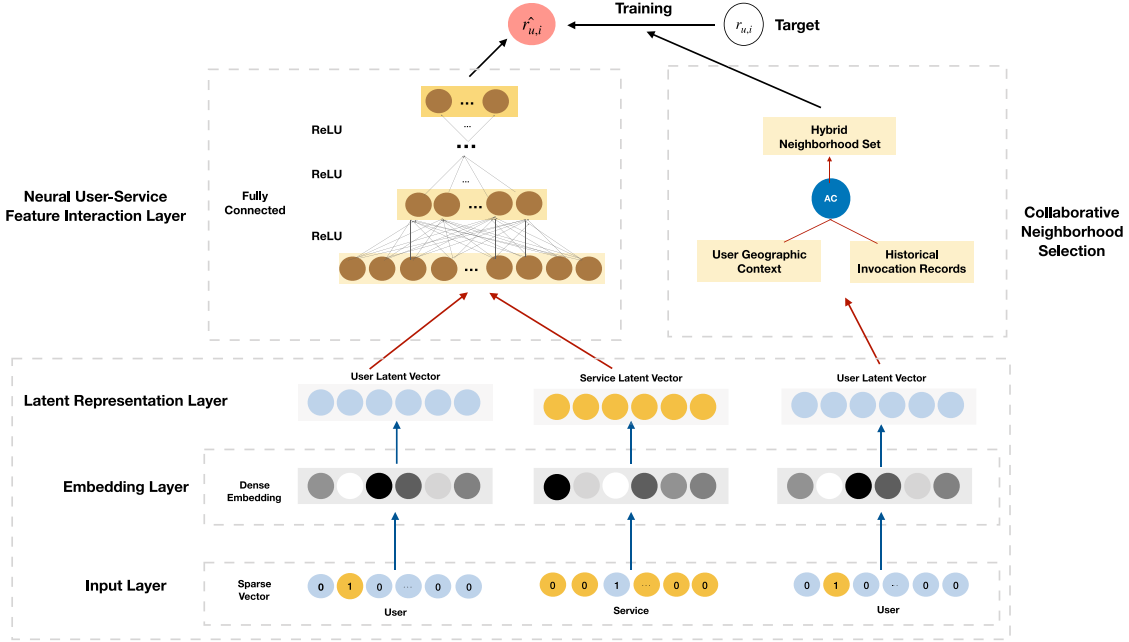 Training
r̂u,i
ru,i
Target
ReLU
...
...
...
Hybrid
Neighborhood Set
ReLU
...
AC
Neural User-Service
Feature Interaction Layer
Fully
Connected
...
Collaborative
Neighborhood
Selection
ReLU
User Geographic
Context
Historical
Invocation Records
...
User Latent Vector
Service Latent Vector
User Latent Vector
Latent Representation Layer
Embedding Layer
Dense
Embedding
Input Layer
Sparse
Vector
0 1 0 ... 0 0
0 0 1 ... 0 0
0 1 0 ... 0 0
User
Service
User